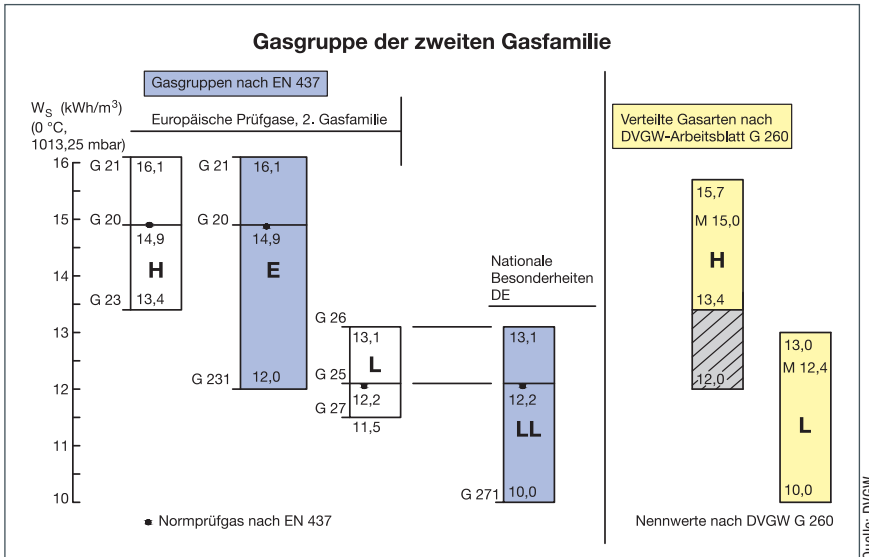 Gasgruppe der zweiten Gasfamilie
Gasgruppen nach EN 437
W_S (kWh/m³)
(0 °C,
1013,25 mbar)
Europäische Prüfgase, 2. Gasfamilie
16
15
14
13
12
11
10
G 21
16,1
G 20
14,9
H
G 23
13,4
G 21
16,1
G 20
14,9
E
G 231
12,0
G 26
13,1
L
G 25
12,2
G 27
11,5
Nationale
Besonderheiten
DE
13,1
12,2
LL
G 271
10,0
Normprüfgas nach EN 437
Verteilte Gasarten nach
DVGW-Arbeitsblatt G 260
15,7
M 15,0
H
13,4
12,0
13,0
M 12,4
L
10,0
Nennwerte nach DVGW G 260
Quelle: DVGW